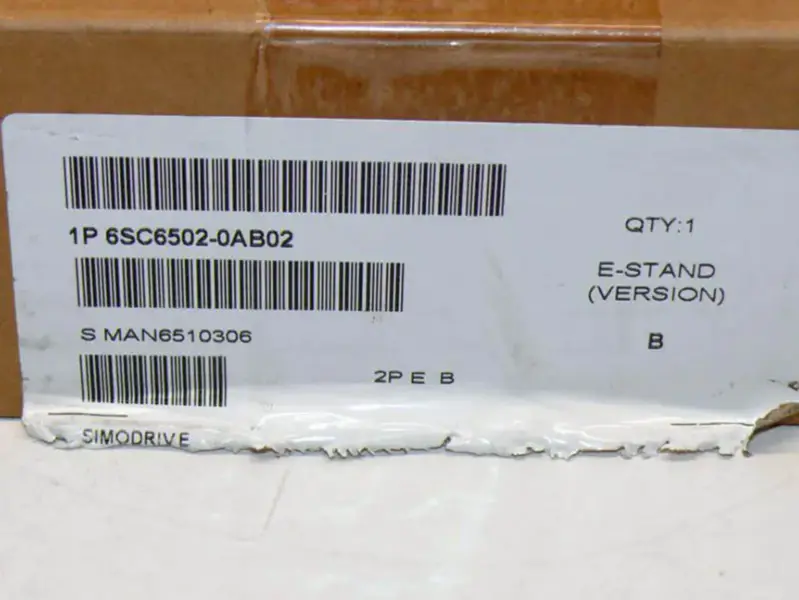 1P 6SC6502-0AB02
QTY:1
E-STAND
(VERSION)
S MAN6510306
B
2P E B
SIMODRIVE